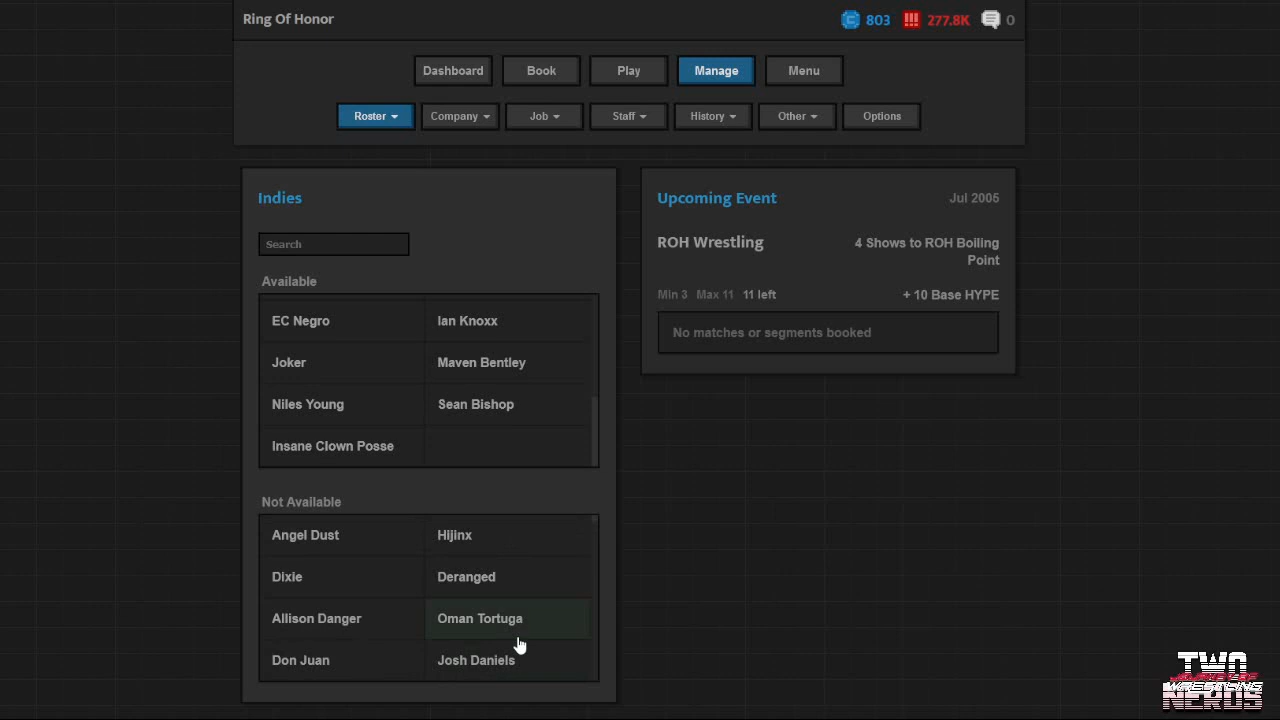 Ring Of Honor
803 277.8K 0
Dashboard Book Play Manage Menu
Roster Company Job Staff History Other Options
Indies
Search
Available
EC Negro Ian Knoxx
Joker Maven Bentley
Niles Young Sean Bishop
Insane Clown Posse
Not Available
Angel Dust Hijinx
Dixie Deranged
Allison Danger Oman Tortuga
Don Juan Josh Daniels
Upcoming Event Jul 2005
ROH Wrestling 4 Shows to ROH Boiling
Point
Min 3 Max 11 11 left + 10 Base HYPE
No matches or segments booked
TWO
WRESTLING
NERDS